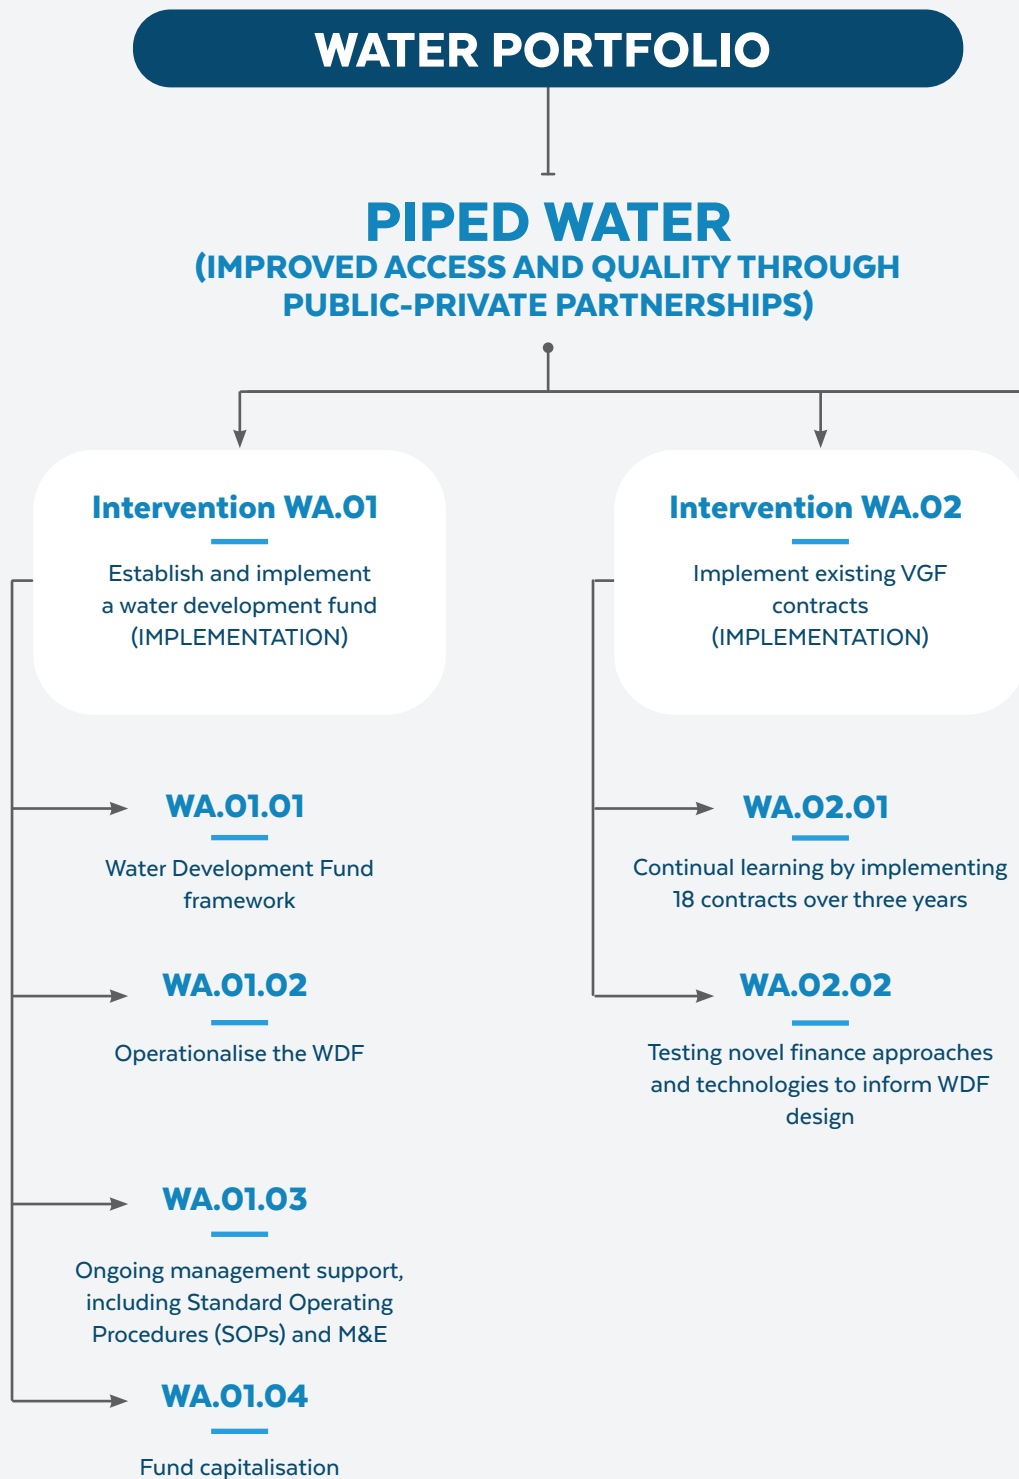 WATER PORTFOLIO
PIPED WATER
(IMPROVED ACCESS AND QUALITY THROUGH
PUBLIC-PRIVATE PARTNERSHIPS)
Intervention WA.01
Establish and implement
a water development fund
(IMPLEMENTATION)
WA.01.01
Water Development Fund
framework
WA.01.02
Operationalise the WDF
WA.01.03
Ongoing management support,
including Standard Operating
Procedures (SOPs) and M&E
WA.01.04
Fund capitalisation
Intervention WA.02
Implement existing VGF
contracts
(IMPLEMENTATION)
WA.02.01
Continual learning by implementing
18 contracts over three years
WA.02.02
Testing novel finance approaches
and technologies to inform WDF
design